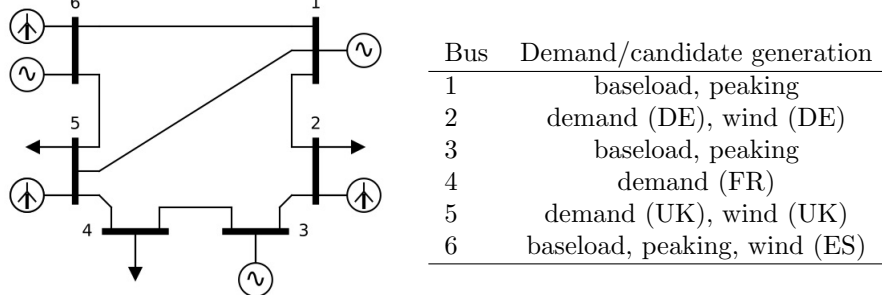 6
1
5
2
4
3
Bus Demand/candidate generation
1 baseload, peaking
2 demand (DE), wind (DE)
3 baseload, peaking
4 demand (FR)
5 demand (UK), wind (UK)
6 baseload, peaking, wind (ES)